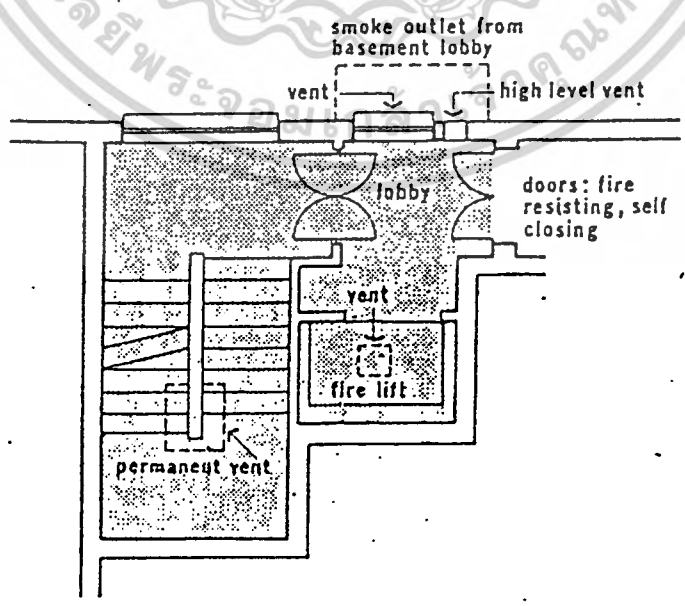 smoke outlet from
basement lobby
vent
high level vent
lobby
doors: fire
resisting, self
closing
vent
fire lift
permanent vent